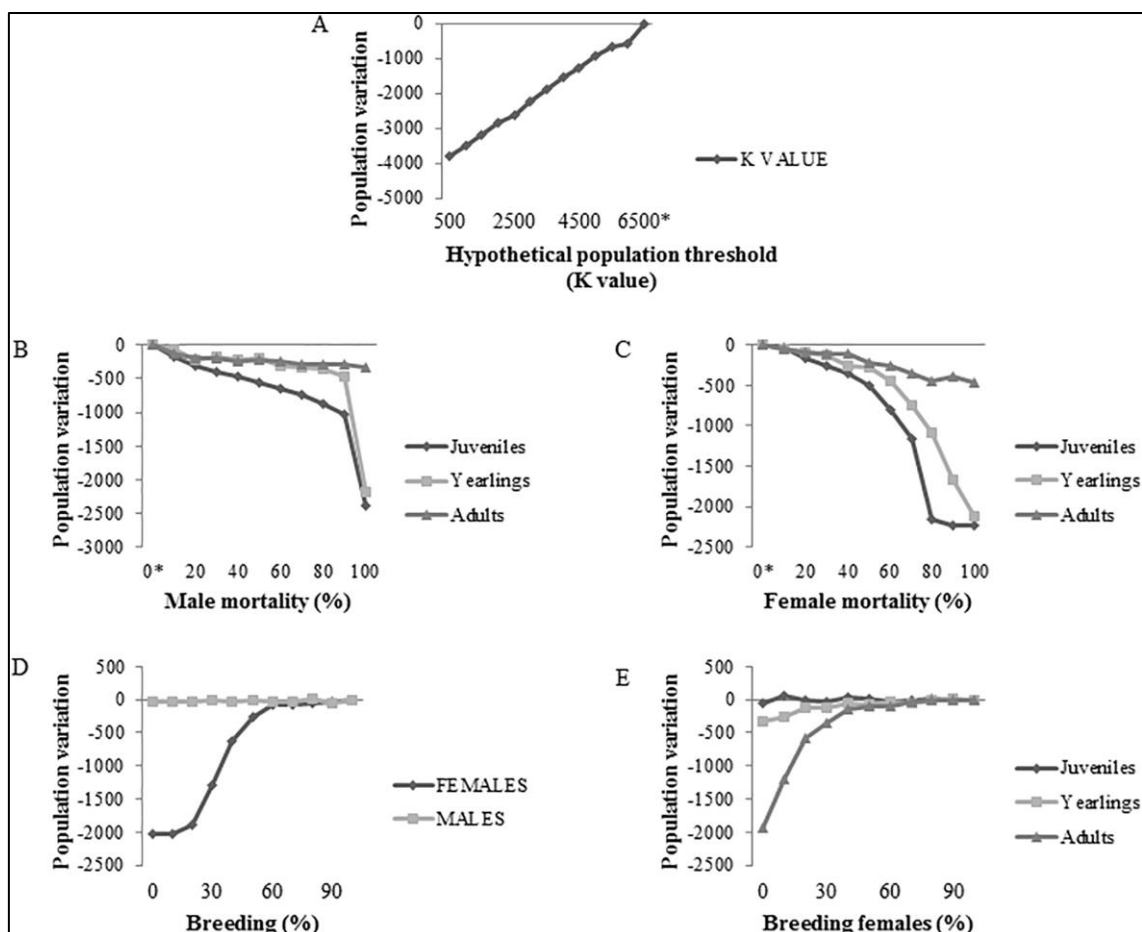 A
Population variation
0
-1000
-2000
-3000
-4000
-5000
500 2500 4500 6500*
K VALUE
Hypothetical population threshold
(K value)
B
Population variation
0
-500
-1000
-1500
-2000
-2500
-3000
0* 20 40 60 80 100
Male mortality (%)
Juveniles
Yearlings
Adults
C
Population variation
0
-500
-1000
-1500
-2000
-2500
0* 20 40 60 80 100
Female mortality (%)
Juveniles
Yearlings
Adults
D
Population variation
500
0
-500
-1000
-1500
-2000
-2500
0 30 60 90
Breeding (%)
FEMALES
MALES
E
Population variation
500
0
-500
-1000
-1500
-2000
-2500
0 30 60 90
Breeding females (%)
Juveniles
Yearlings
Adults